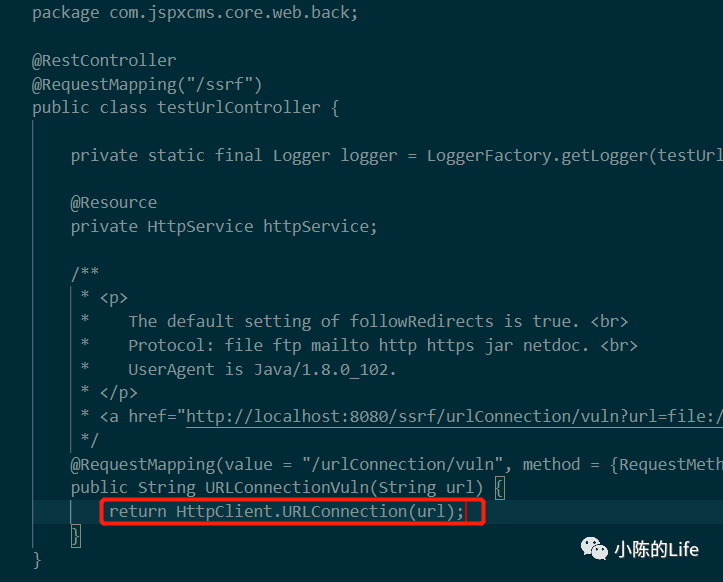 package com.jspxcms.core.web.back;
@RestController
@RequestMapping("/ssrf")
public class testUrlController {
private static final Logger logger = LoggerFactory.getLogger(testUrl
@Resource
private HttpService httpService;
/**
* <p>
*    The default setting of followRedirects is true. <br>
*    Protocol: file ftp mailto http https jar netdoc. <br>
*    UserAgent is Java/1.8.0_102.
* </p>
* <a href="http://localhost:8080/ssrf/urlConnection/vuln?url=file:/
*/
@RequestMapping(value = "/urlConnection/vuln", method = {RequestMeth
public String URLConnectionVuln(String url) {
return HttpClient.URLConnection(url);
}
}
小陈的Life